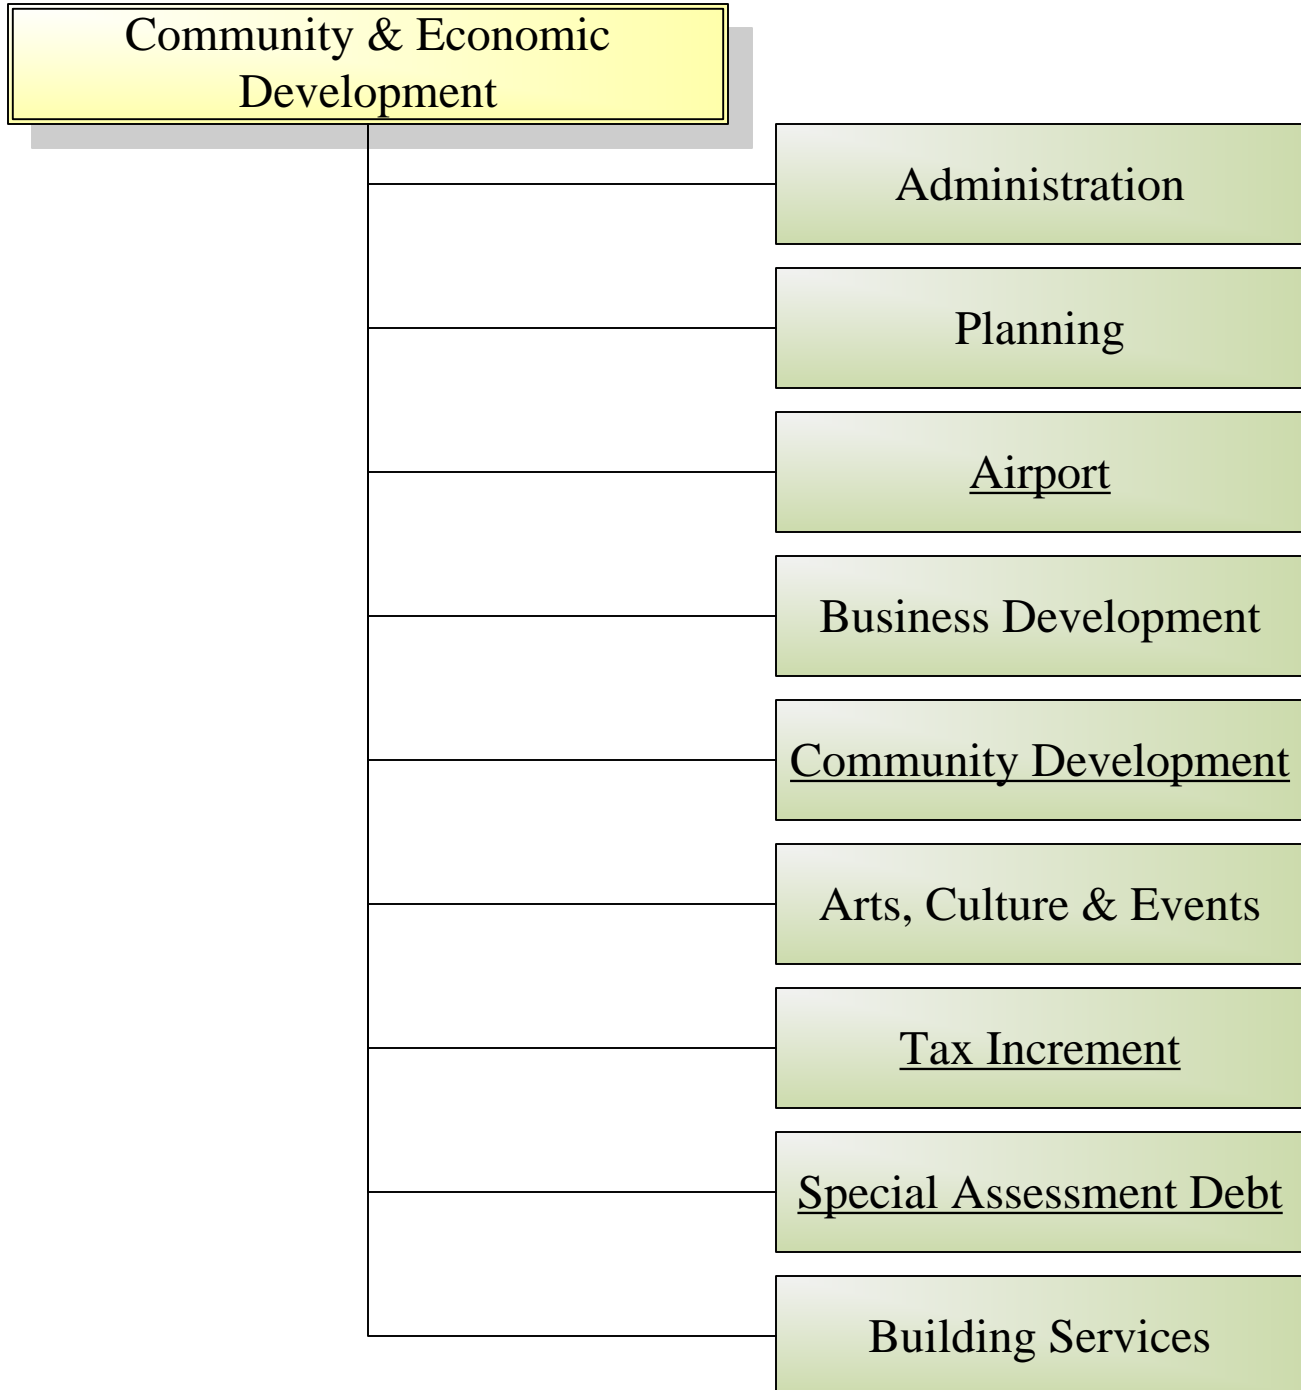 Community & Economic
Development
Administration
Planning
Airport
Business Development
Community Development
Arts, Culture & Events
Tax Increment
Special Assessment Debt
Building Services